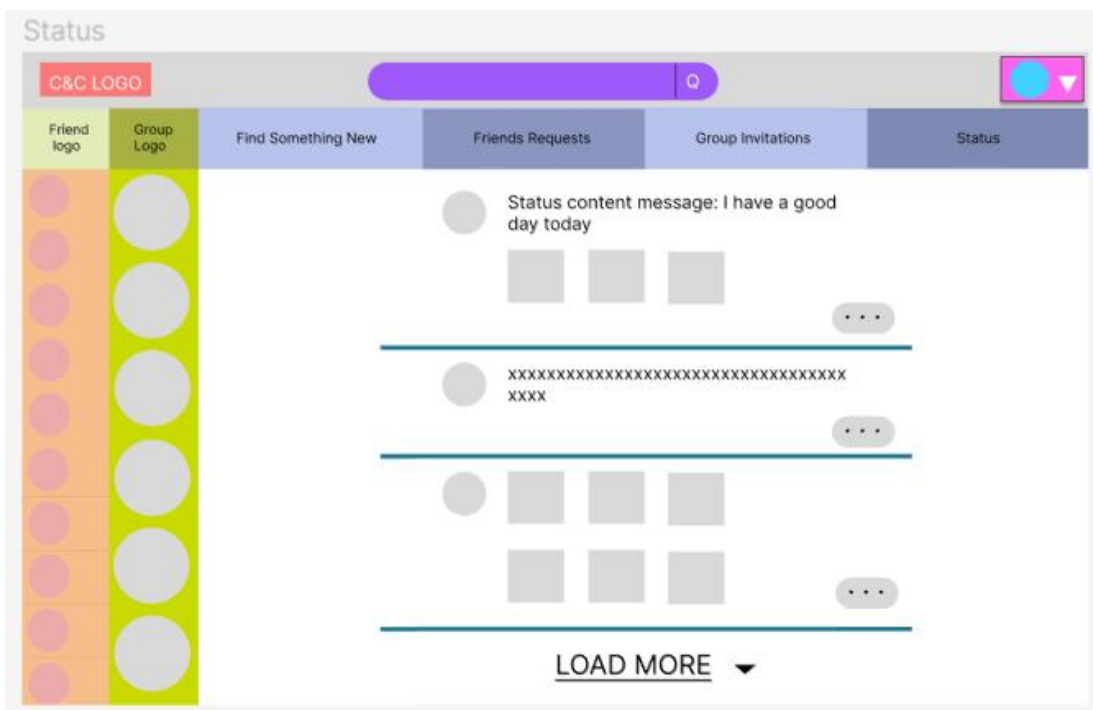 Status
C&C LOGO
Q
Friend
logo
Group
Logo
Find Something New
Friends Requests
Group Invitations
Status
Status content message: I have a good
day today
...
xxxxxxxxxxxxxxxxxxxxxxxxxxxxxxxxxxx
xxxx
...
...
LOAD MORE